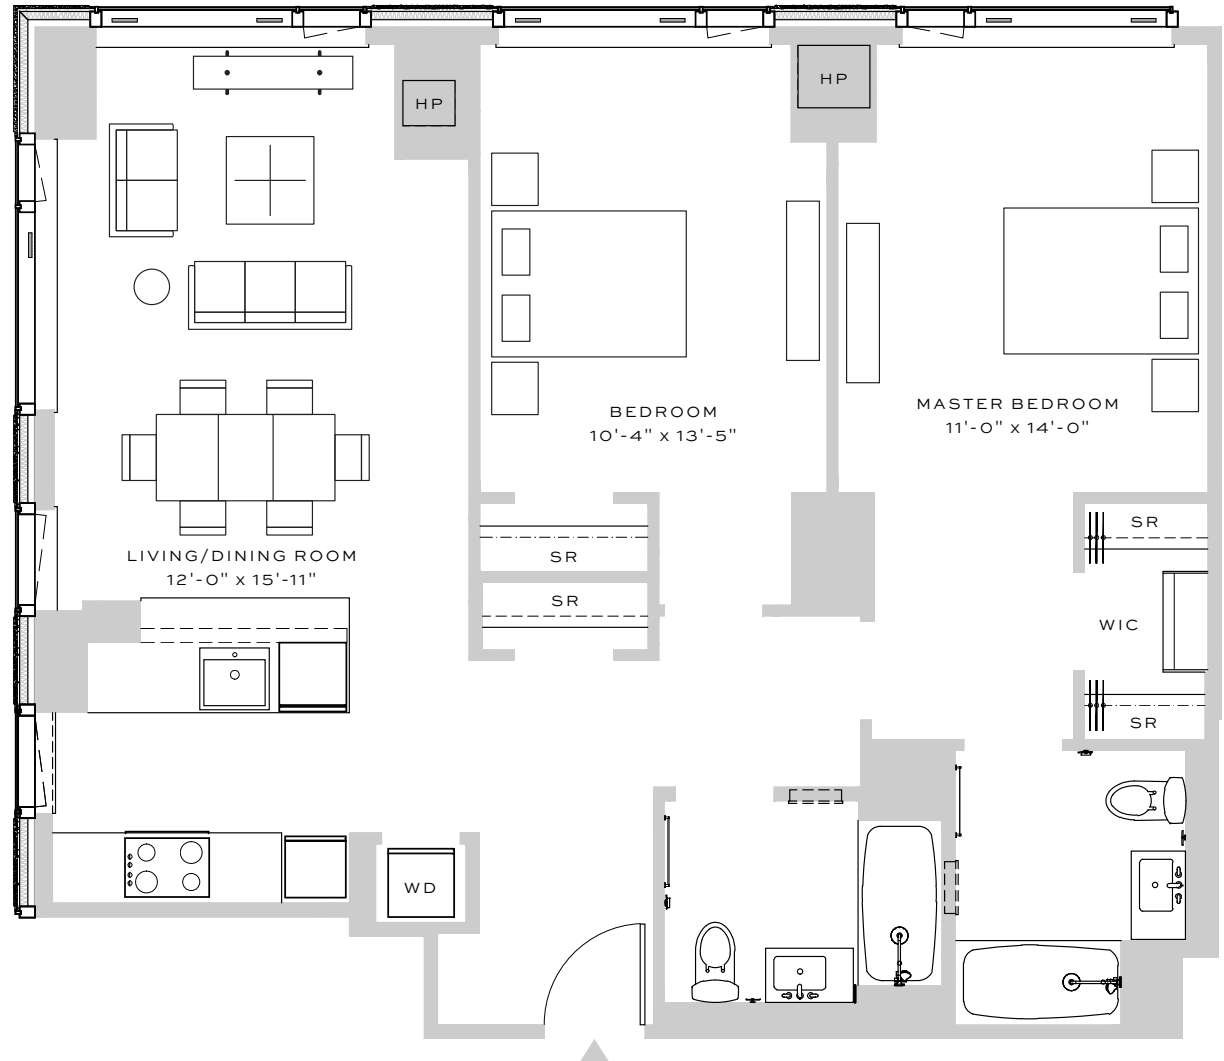 HP
HP
BEDROOM
10'-4" x 13'-5"
MASTER BEDROOM
11'-0" x 14'-0"
LIVING/DINING ROOM
12'-0" x 15'-11"
SR
SR
SR
WIC
SR
WD